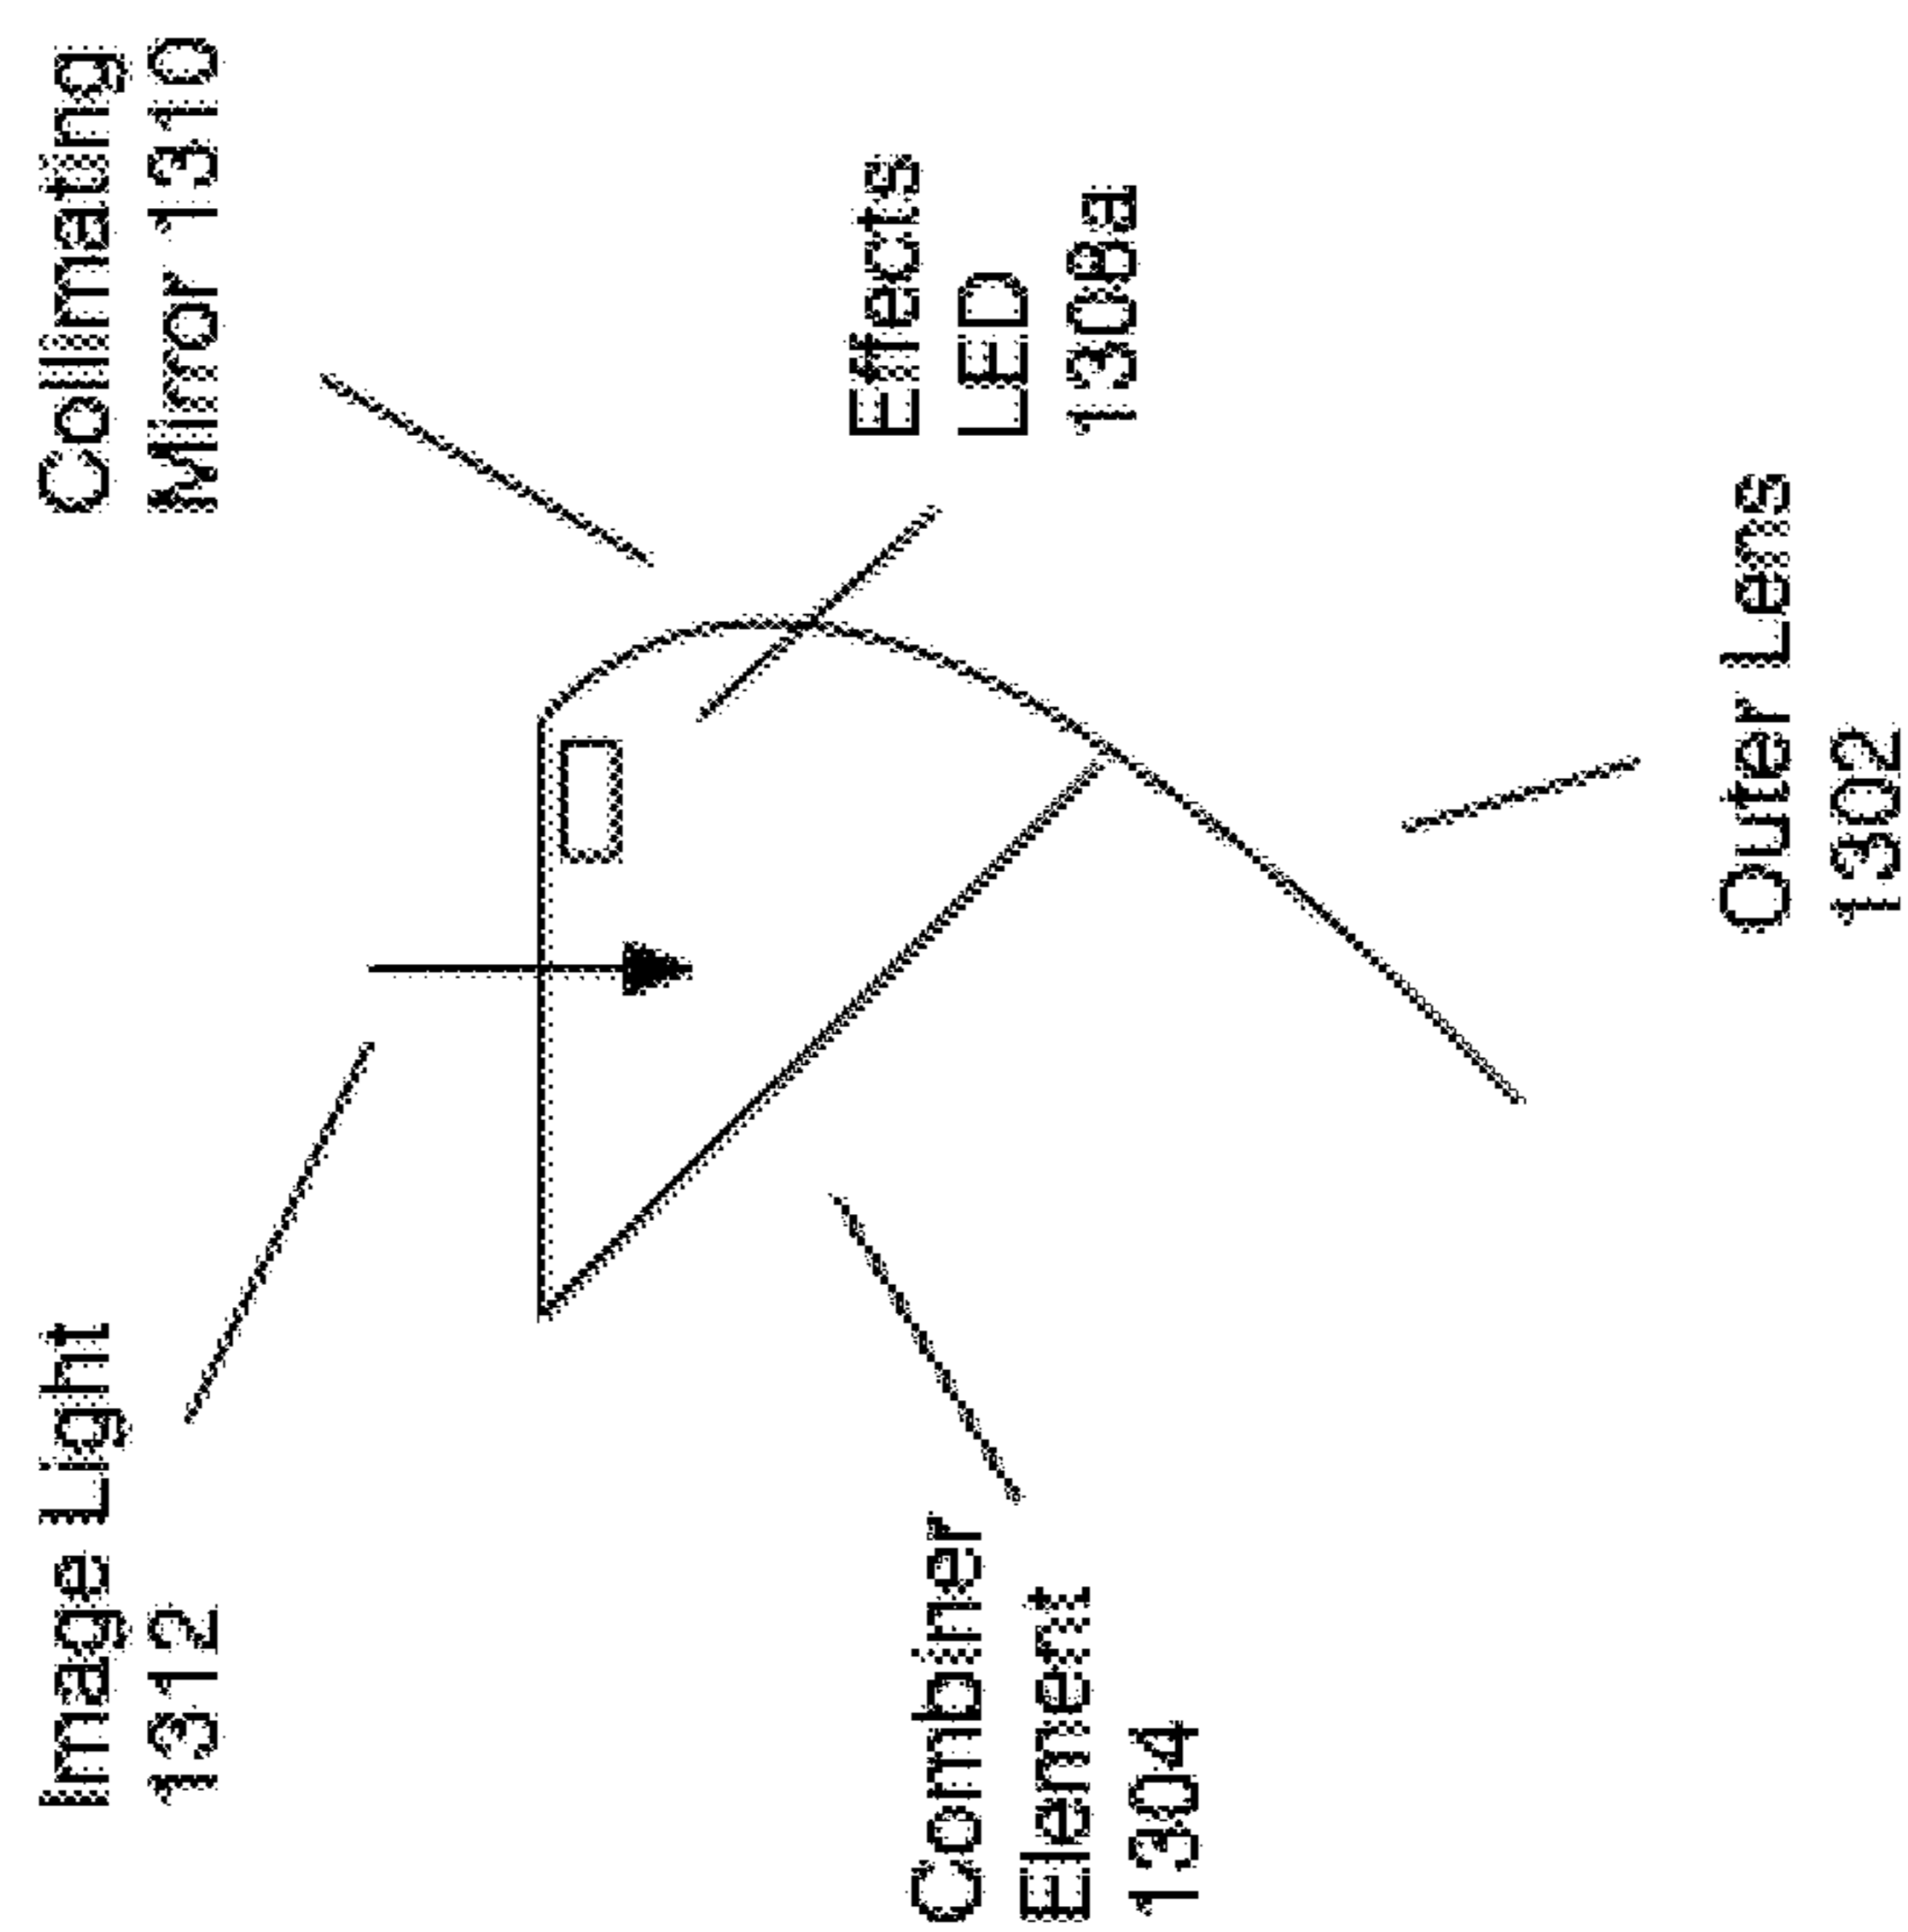 Image Light
1312
Collimating
Mirror 1310
Effects
LED
1308a
Combiner
Element
1304
Outer Lens
1302